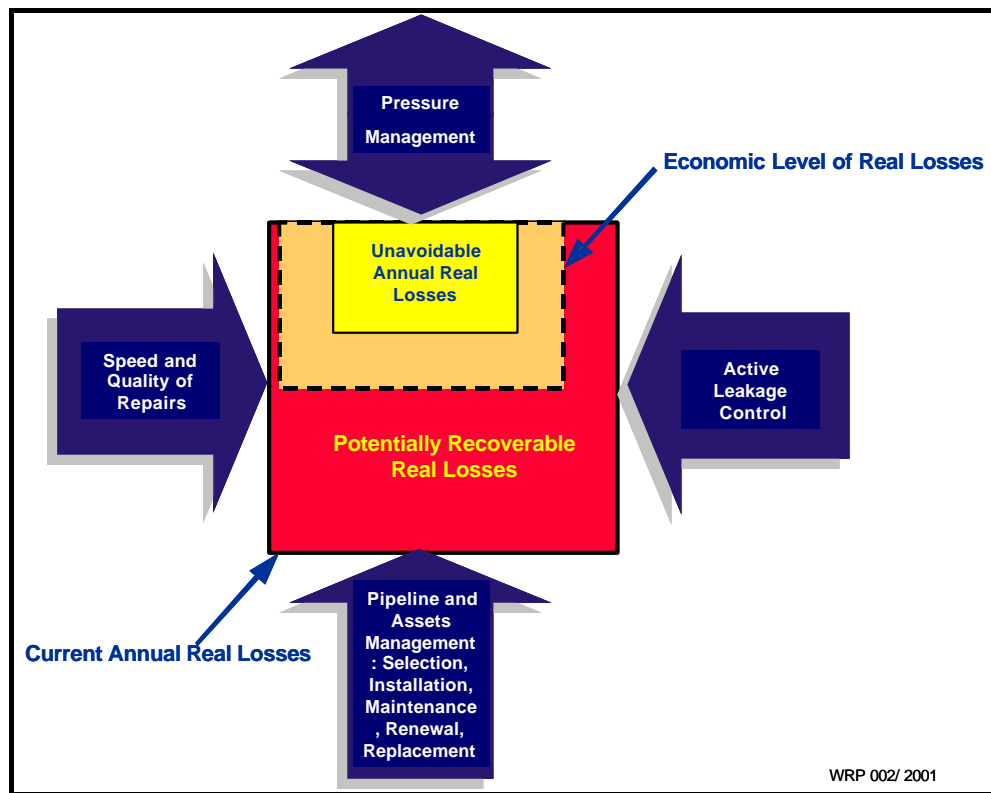 Pressure
Management
Economic Level of Real Losses
Unavoidable
Annual Real
Losses
Speed and
Quality of
Repairs
Active
Leakage
Control
Potentially Recoverable
Real Losses
Pipeline and
Assets
Management
: Selection,
Installation,
Maintenance
, Renewal,
Replacement
Current Annual Real Losses
WRP 002/ 2001